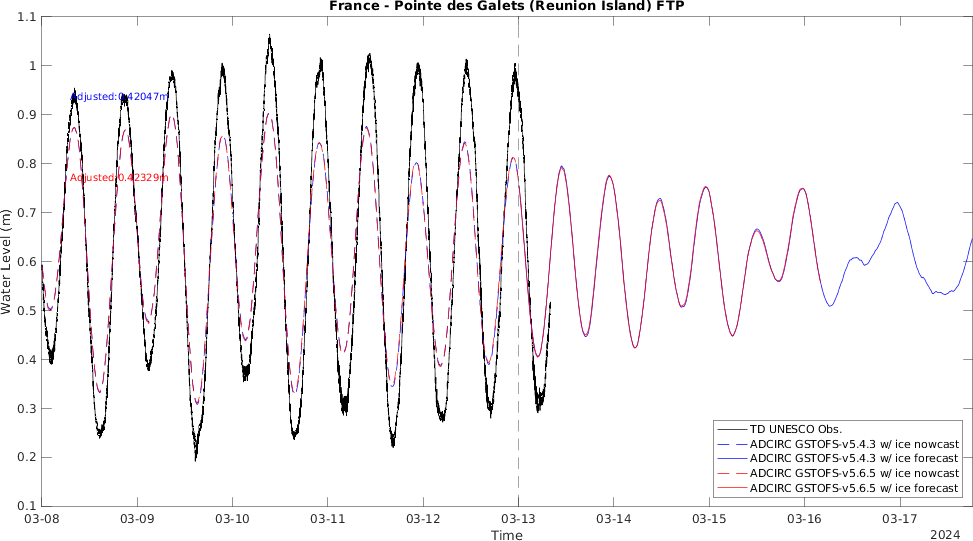 France - Pointe des Galets (Reunion Island) FTP
1.1
1
0.9
0.8
0.7
0.6
0.5
0.4
0.3
0.2
0.1
Water Level (m)
Adjusted:0.42047m
Adjusted:0.42329m
TD UNESCO Obs.
ADCIRC GSTOFS-v5.4.3 w/ ice nowcast
ADCIRC GSTOFS-v5.4.3 w/ ice forecast
ADCIRC GSTOFS-v5.6.5 w/ ice nowcast
ADCIRC GSTOFS-v5.6.5 w/ ice forecast
03-08 03-09 03-10 03-11 03-12 03-13 03-14 03-15 03-16 03-17
Time
2024